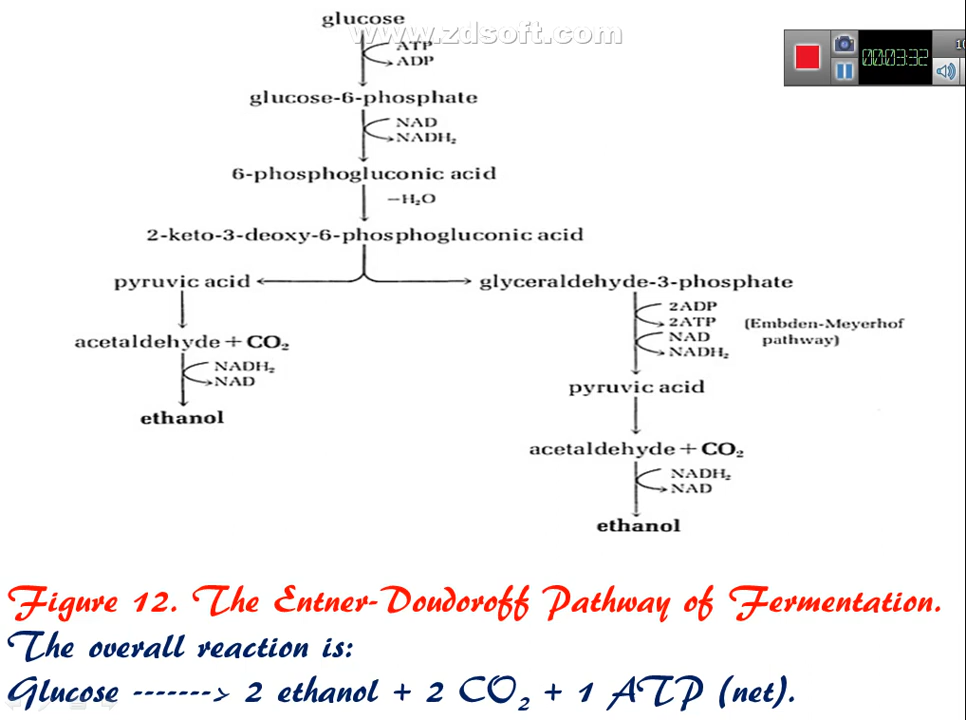 glucose
www.zdsoft.com
ATP
ADP
glucose-6-phosphate
NAD
NADH₂
6-phosphogluconic acid
−H₂O
2-keto-3-deoxy-6-phosphogluconic acid
pyruvic acid
acetaldehyde + CO₂
NADH₂
NAD
ethanol
glyceraldehyde-3-phosphate
2ADP
2ATP
NAD
NADH₂
(Embden-Meyerhof
pathway)
pyruvic acid
acetaldehyde + CO₂
NADH₂
NAD
ethanol
00:03:32
10
Figure 12. The Entner-Doudoroff Pathway of Fermentation.
The overall reaction is:
Glucose -------> 2 ethanol + 2 CO₂ + 1 ATP (net).